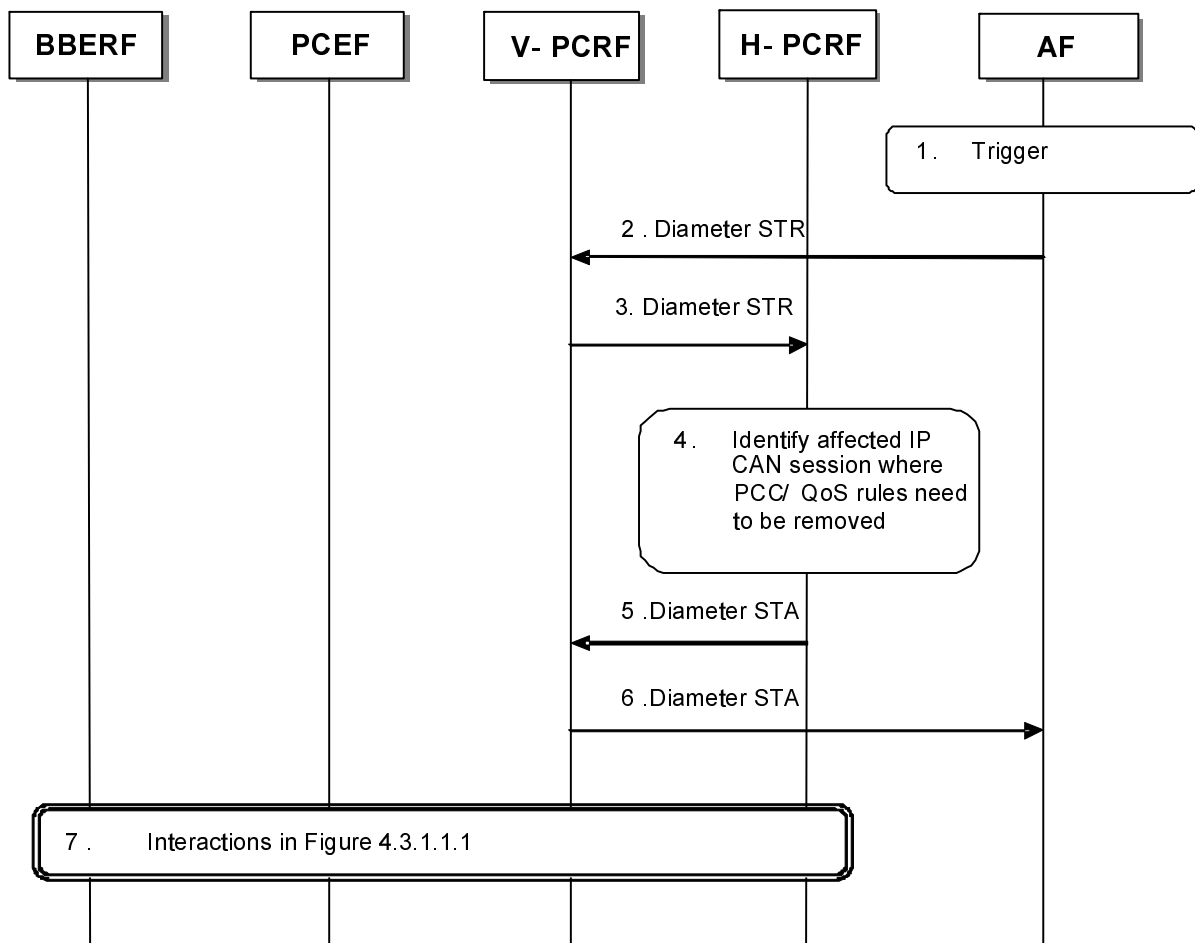 BBERF
PCEF
V- PCRF
H- PCRF
AF
1. Trigger
2 . Diameter STR
3. Diameter STR
4. Identify affected IP
CAN session where
PCC/ QoS rules need
to be removed
5 .Diameter STA
6 .Diameter STA
7 . Interactions in Figure 4.3.1.1.1